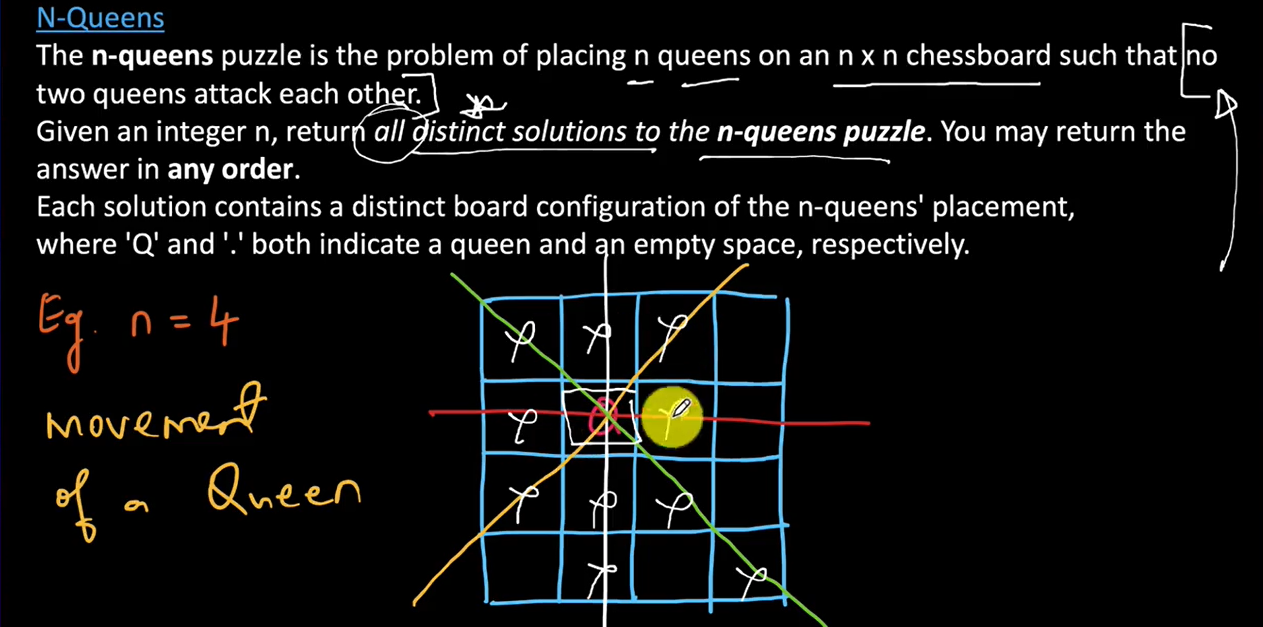 N-Queens
The n-queens puzzle is the problem of placing n queens on an n x n chessboard such that no
two queens attack each other.
Given an integer n, return all distinct solutions to the n-queens puzzle. You may return the
answer in any order.
Each solution contains a distinct board configuration of the n-queens' placement,
where 'Q' and '.' both indicate a queen and an empty space, respectively.
Eg. n = 4
movement
of a Queen